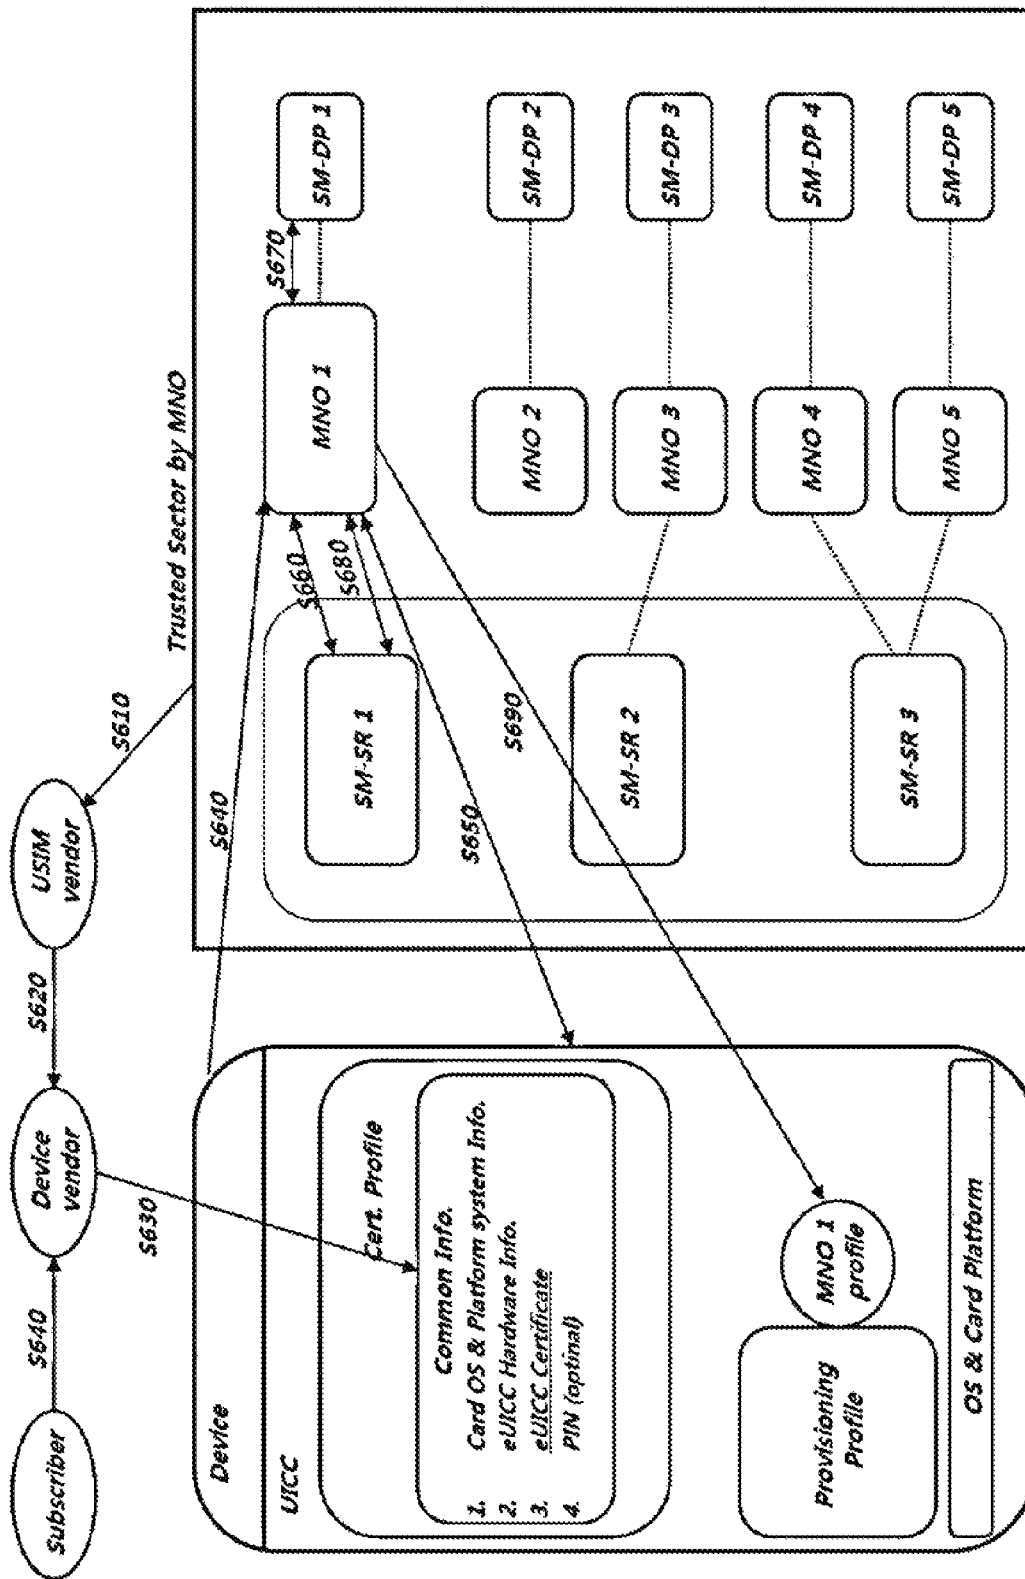 Subscriber
S640
Device
vendor
S620
USIM
vendor
S610
Trusted Sector by MNO
S630
S640
Device
UICC
Cert. Profile
Common Info.
1. Card OS & Platform system Info.
2. eUICC Hardware Info.
3. eUICC Certificate
4. PIN (optinal)
Provisioning
Profile
MNO 1
profile
OS & Card Platform
S650
S690
S660
S680
S670
SM-SR 1
SM-SR 2
SM-SR 3
MNO 1
MNO 2
MNO 3
MNO 4
MNO 5
SM-DP 1
SM-DP 2
SM-DP 3
SM-DP 4
SM-DP 5